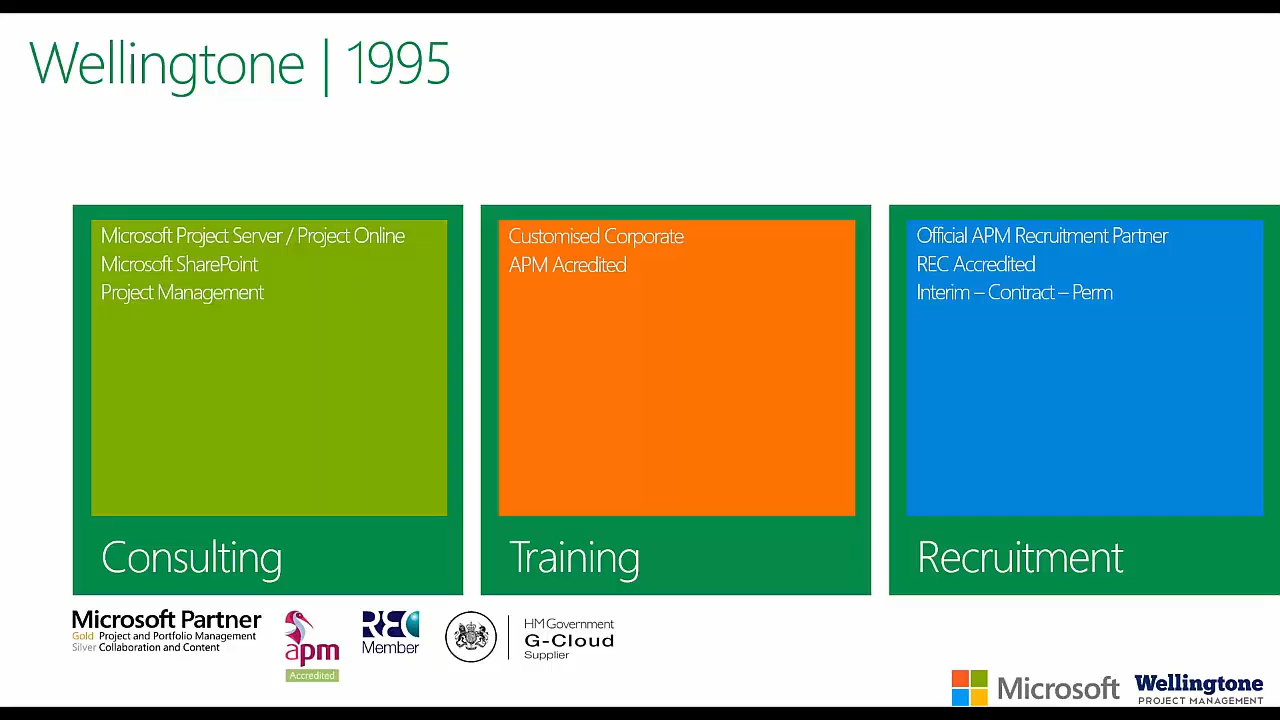 Wellingtone | 1995
Microsoft Project Server / Project Online
Microsoft SharePoint
Project Management
Consulting
Customised Corporate
APM Acredited
Training
Official APM Recruitment Partner
REC Accredited
Interim – Contract – Perm
Recruitment
Microsoft Partner
Gold Project and Portfolio Management
Silver Collaboration and Content
apm
Accredited
REC
Member
HM Government
G-Cloud
Supplier
Microsoft
Wellingtone
PROJECT MANAGEMENT